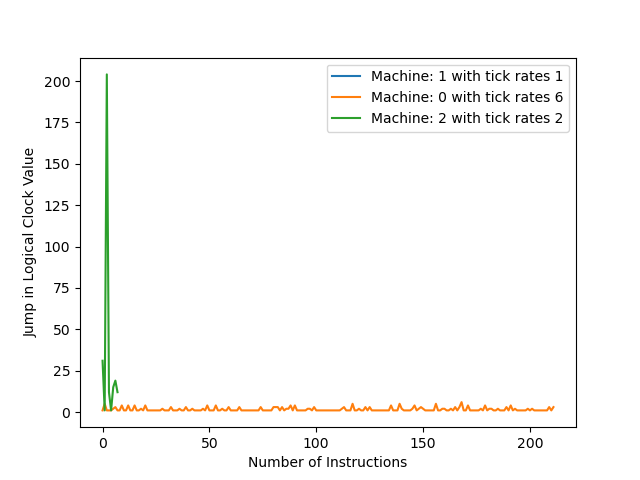 Machine: 1 with tick rates 1
Machine: 0 with tick rates 6
Machine: 2 with tick rates 2
200
175
150
125
100
75
50
25
0
Jump in Logical Clock Value
0 50 100 150 200
Number of Instructions